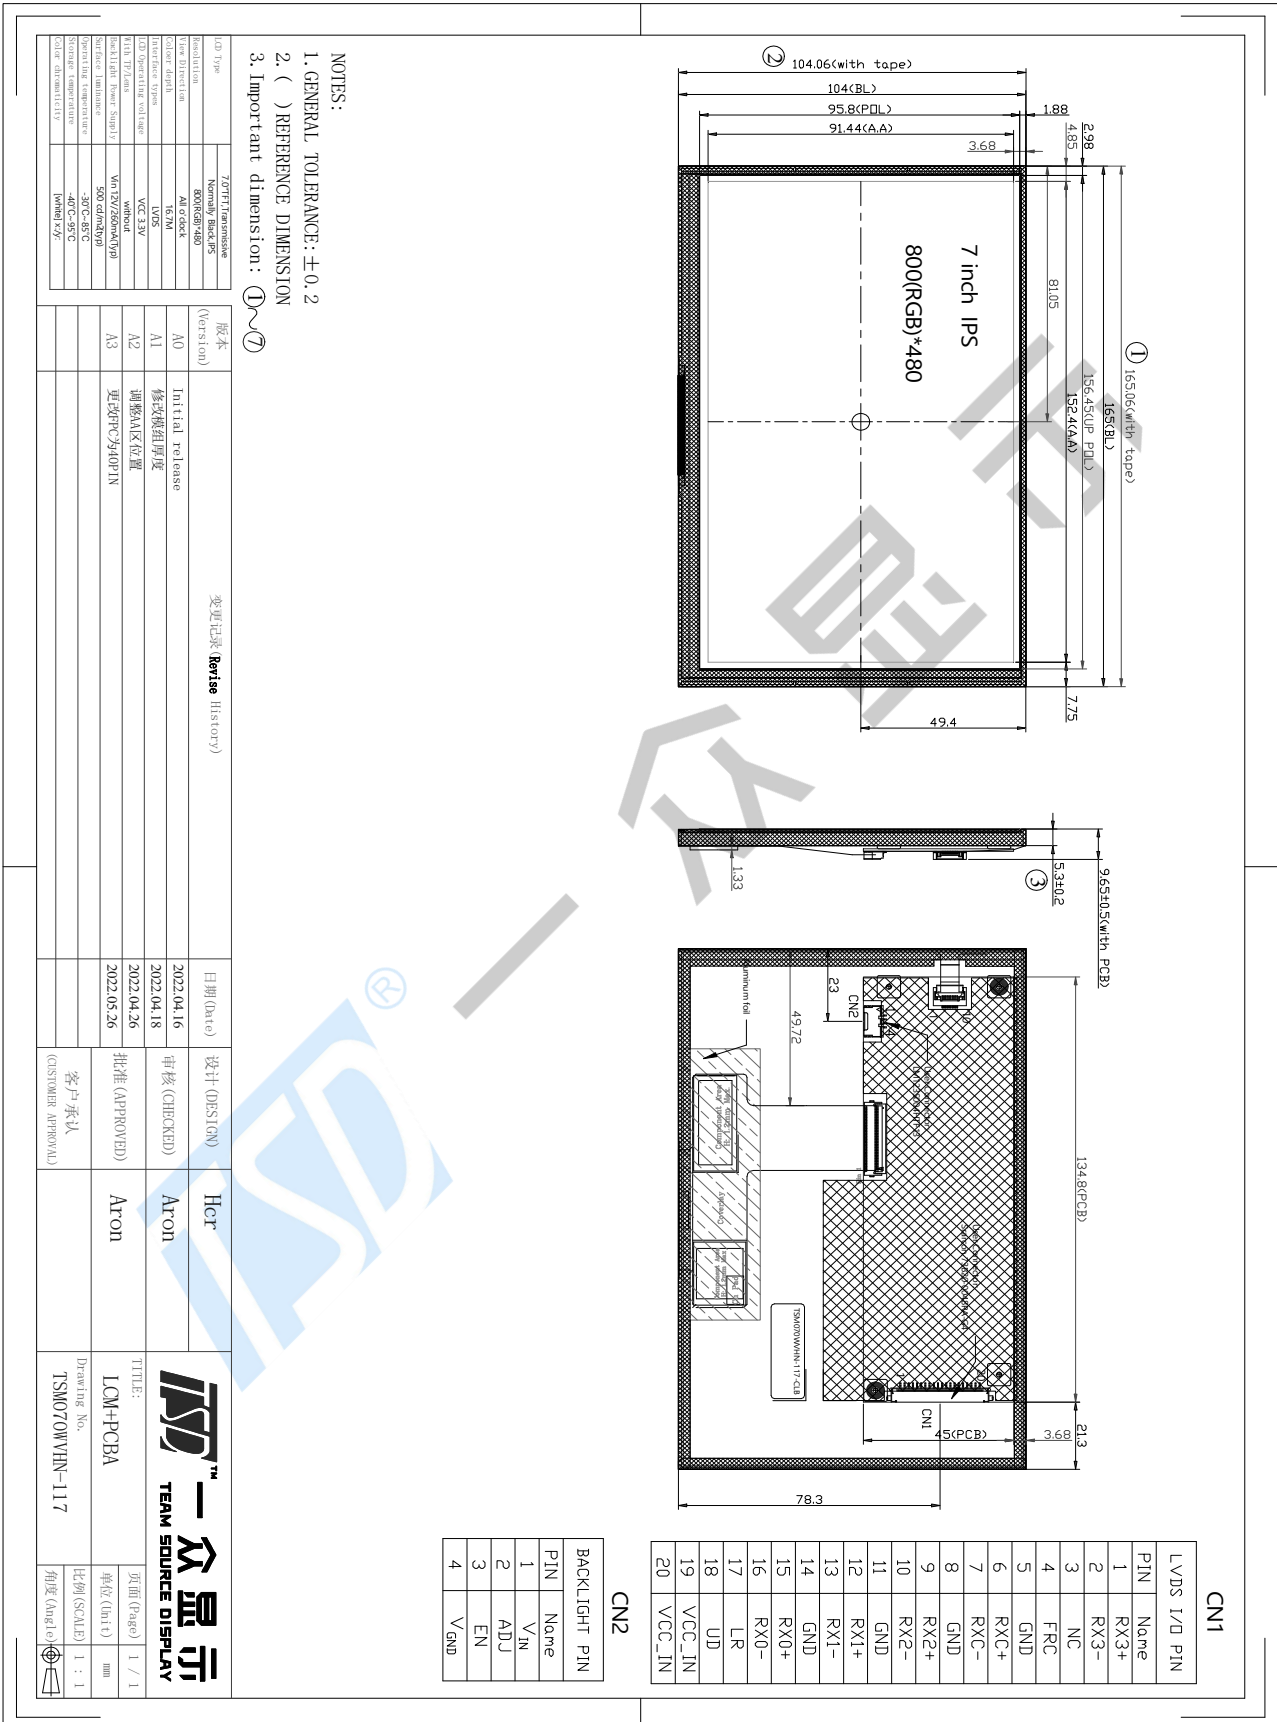 ② 104.06(with tape)
104(BL)
95.8(POL)
91.44(A.A)
1.88
3.68
4.85
2.98
81.05
① 165.06(with tape)
165(BL)
156.45(UP POL)
152.4(A.A)
7.75
49.4
7 inch IPS
800(RGB)*480
1.33
5.3±0.2
③
9.65±0.5(with PCB)
23
CN2
49.72
Aluminum foil
134.8(PCB)
Coverlay
TSM070WVHN-117-CLB
CN1
45(PCB)
3.68
21.3
78.3
CN1
LVDS I/O PIN
PIN Name
1 RX3+
2 RX3-
3 NC
4 FRC
5 GND
6 RXC+
7 RXC-
8 GND
9 RX2+
10 RX2-
11 GND
12 RX1+
13 RX1-
14 GND
15 RX0+
16 RX0-
17 LR
18 UD
19 VCC_IN
20 VCC_IN
CN2
BACKLIGHT PIN
PIN Name
1 VIN
2 ADJ
3 EN
4 VGND
NOTES:
1. GENERAL TOLERANCE: ±0.2
2. ( )REFERENCE DIMENSION
3. Important dimension: ①~⑦
LCD Type 7.0"TFT,Transmissive Normally Black,IPS
Resolution 800(RGB)*480
View Direction All o'clock
Colour depth 16.7M
Interface types LVDS
LCD Operating voltage VCC 3.3V
With TP/Lens without
Backlight Power Supply Vin 12V/260mA(Typ)
Surface luminance 500 cd/m2(typ)
Operating temperature -30°C~85°C
Storage temperature -40°C~95°C
Color chromaticity [white] x:/y:
版本 (Version) 变更记录(Revise History) 日期(Date)
A0 Initial release 2022.04.16
A1 修改模组厚度 2022.04.18
A2 调整AA区位置 2022.04.26
A3 更改FPC为40PIN 2022.05.26
设计(DESIGN) Hcr
审核(CHECKED) Aron
批准(APPROVED) Aron
客户承认
(CUSTOMER APPROVAL)
TSD™ 一众显示
TEAM SOURCE DISPLAY
TITLE:
LCM+PCBA
Drawing No.
TSM070WVHN-117
页面(Page) 1 / 1
单位(Unit) mm
比例(SCALE) 1 : 1
角度(Angle)
TSD®
一众显示